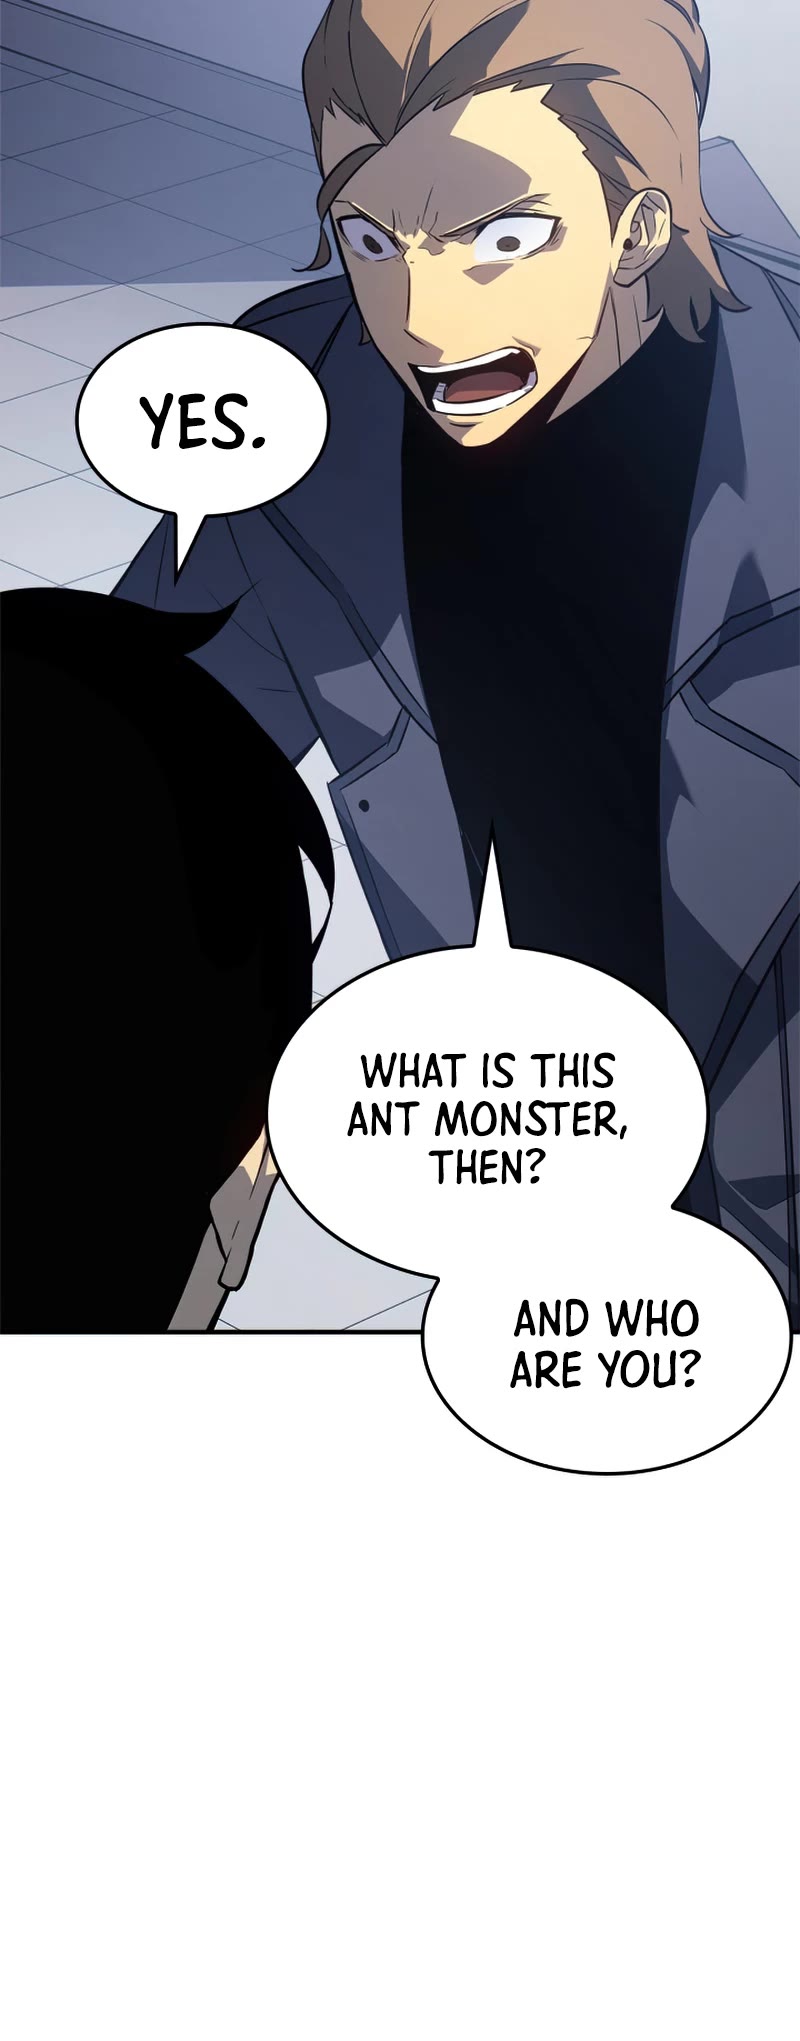 YES.
WHAT IS THIS
ANT MONSTER,
THEN?
AND WHO
ARE YOU?